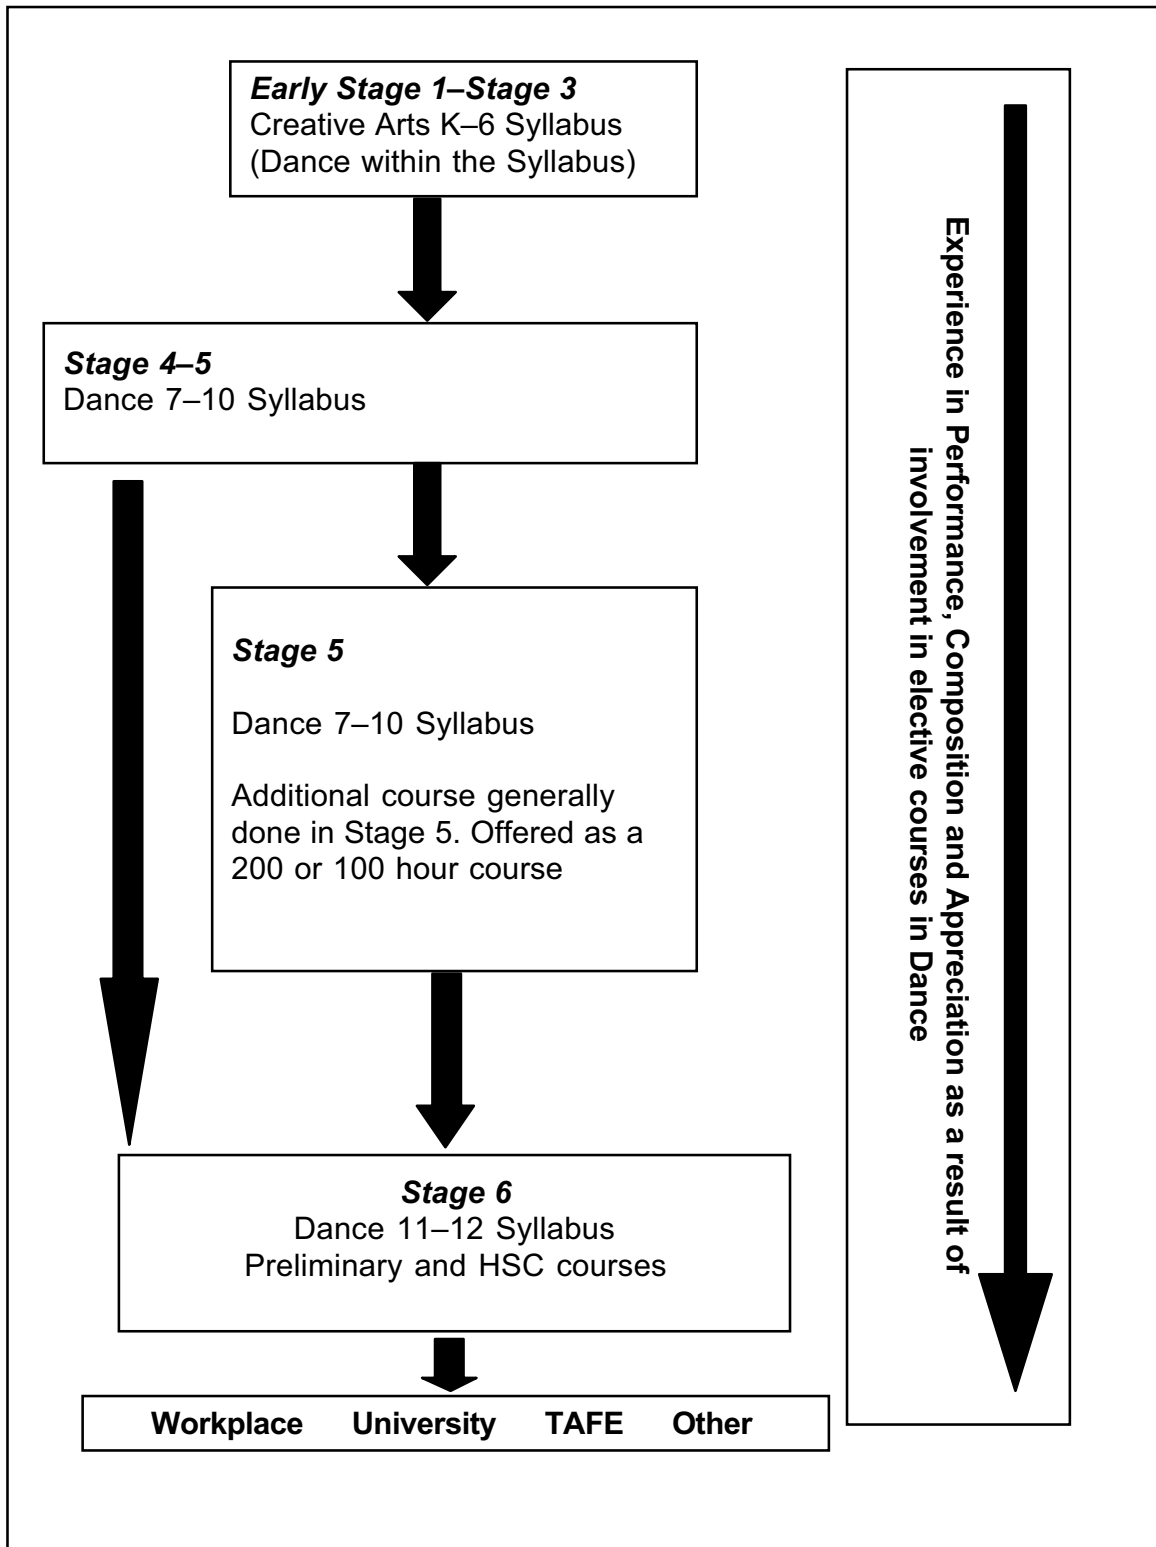 Early Stage 1–Stage 3
Creative Arts K–6 Syllabus
(Dance within the Syllabus)
Stage 4–5
Dance 7–10 Syllabus
Stage 5
Dance 7–10 Syllabus
Additional course generally
done in Stage 5. Offered as a
200 or 100 hour course
Stage 6
Dance 11–12 Syllabus
Preliminary and HSC courses
Workplace University TAFE Other
Experience in Performance, Composition and Appreciation as a result of
involvement in elective courses in Dance